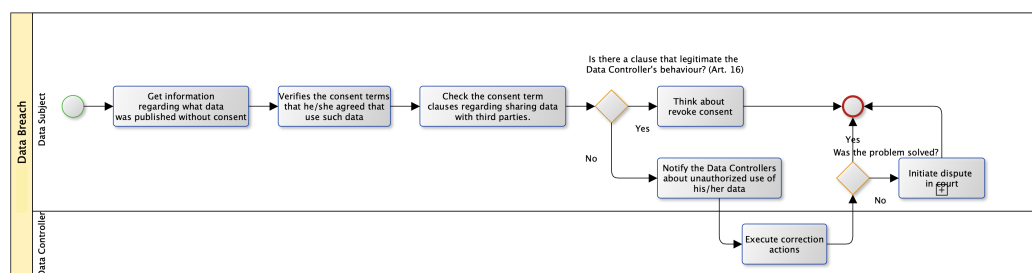 Data Breach
Data Subject
Get information
regarding what data
was published without consent
Verifies the consent terms
that he/she agreed that
use such data
Check the consent term
clauses regarding sharing data
with third parties.
Is there a clause that legitimate the
Data Controller's behaviour? (Art. 16)
Yes
Think about
revoke consent
No
Notify the Data Controllers
about unauthorized use of
his/her data
Yes
Was the problem solved?
No
Initiate dispute
in court
Data Controller
Execute correction
actions